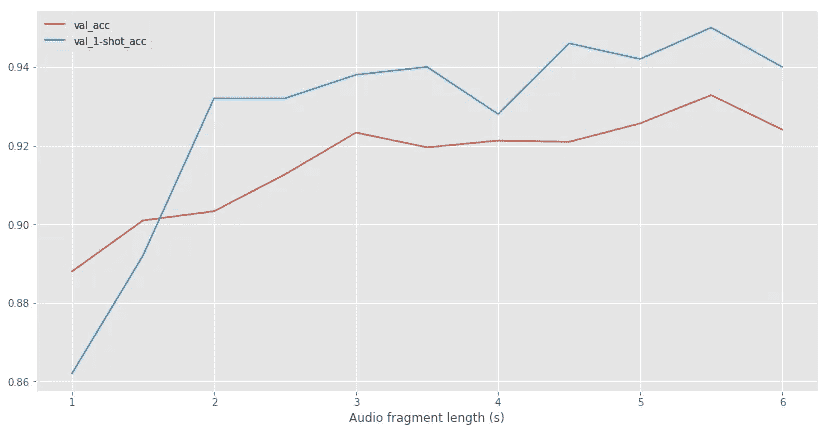 val_acc
val_1-shot_acc
0.94
0.92
0.90
0.88
0.86
1 2 3 4 5 6
Audio fragment length (s)